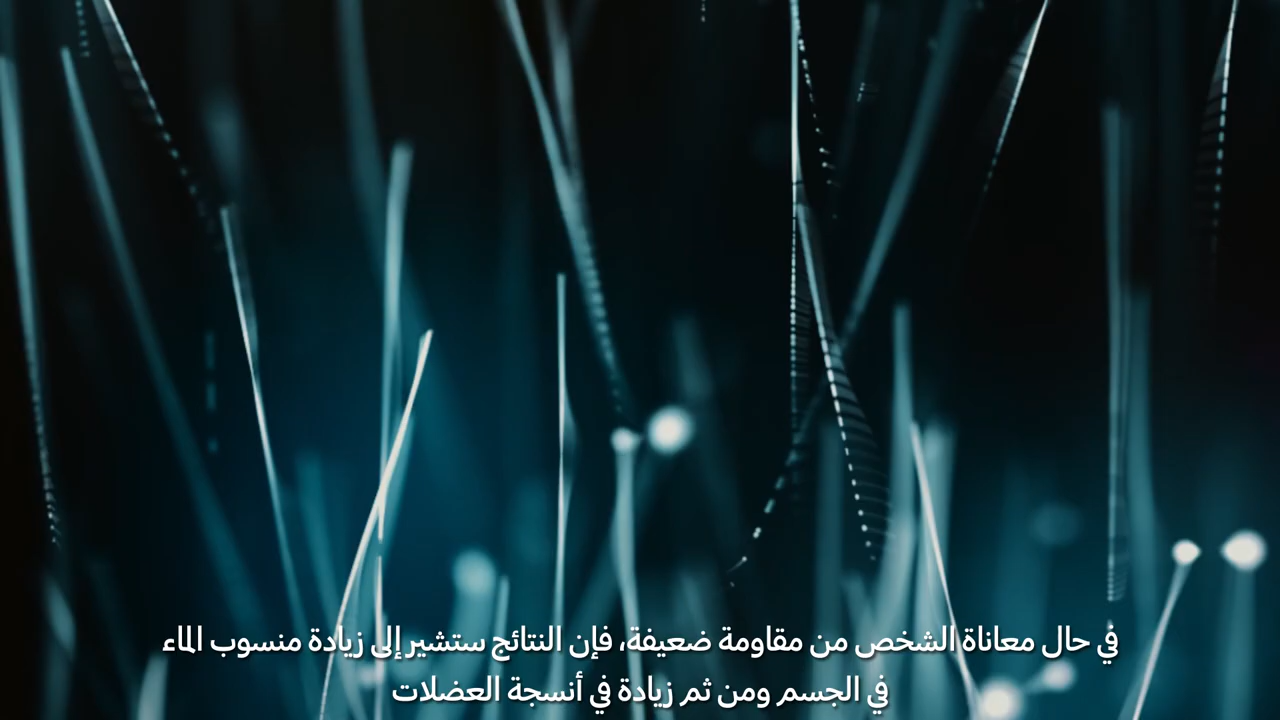 في حال معاناة الشخص من مقاومة ضعيفة، فإن النتائج ستشير إلى زيادة منسوب الماء
في الجسم ومن ثم زيادة في أنسجة العضلات